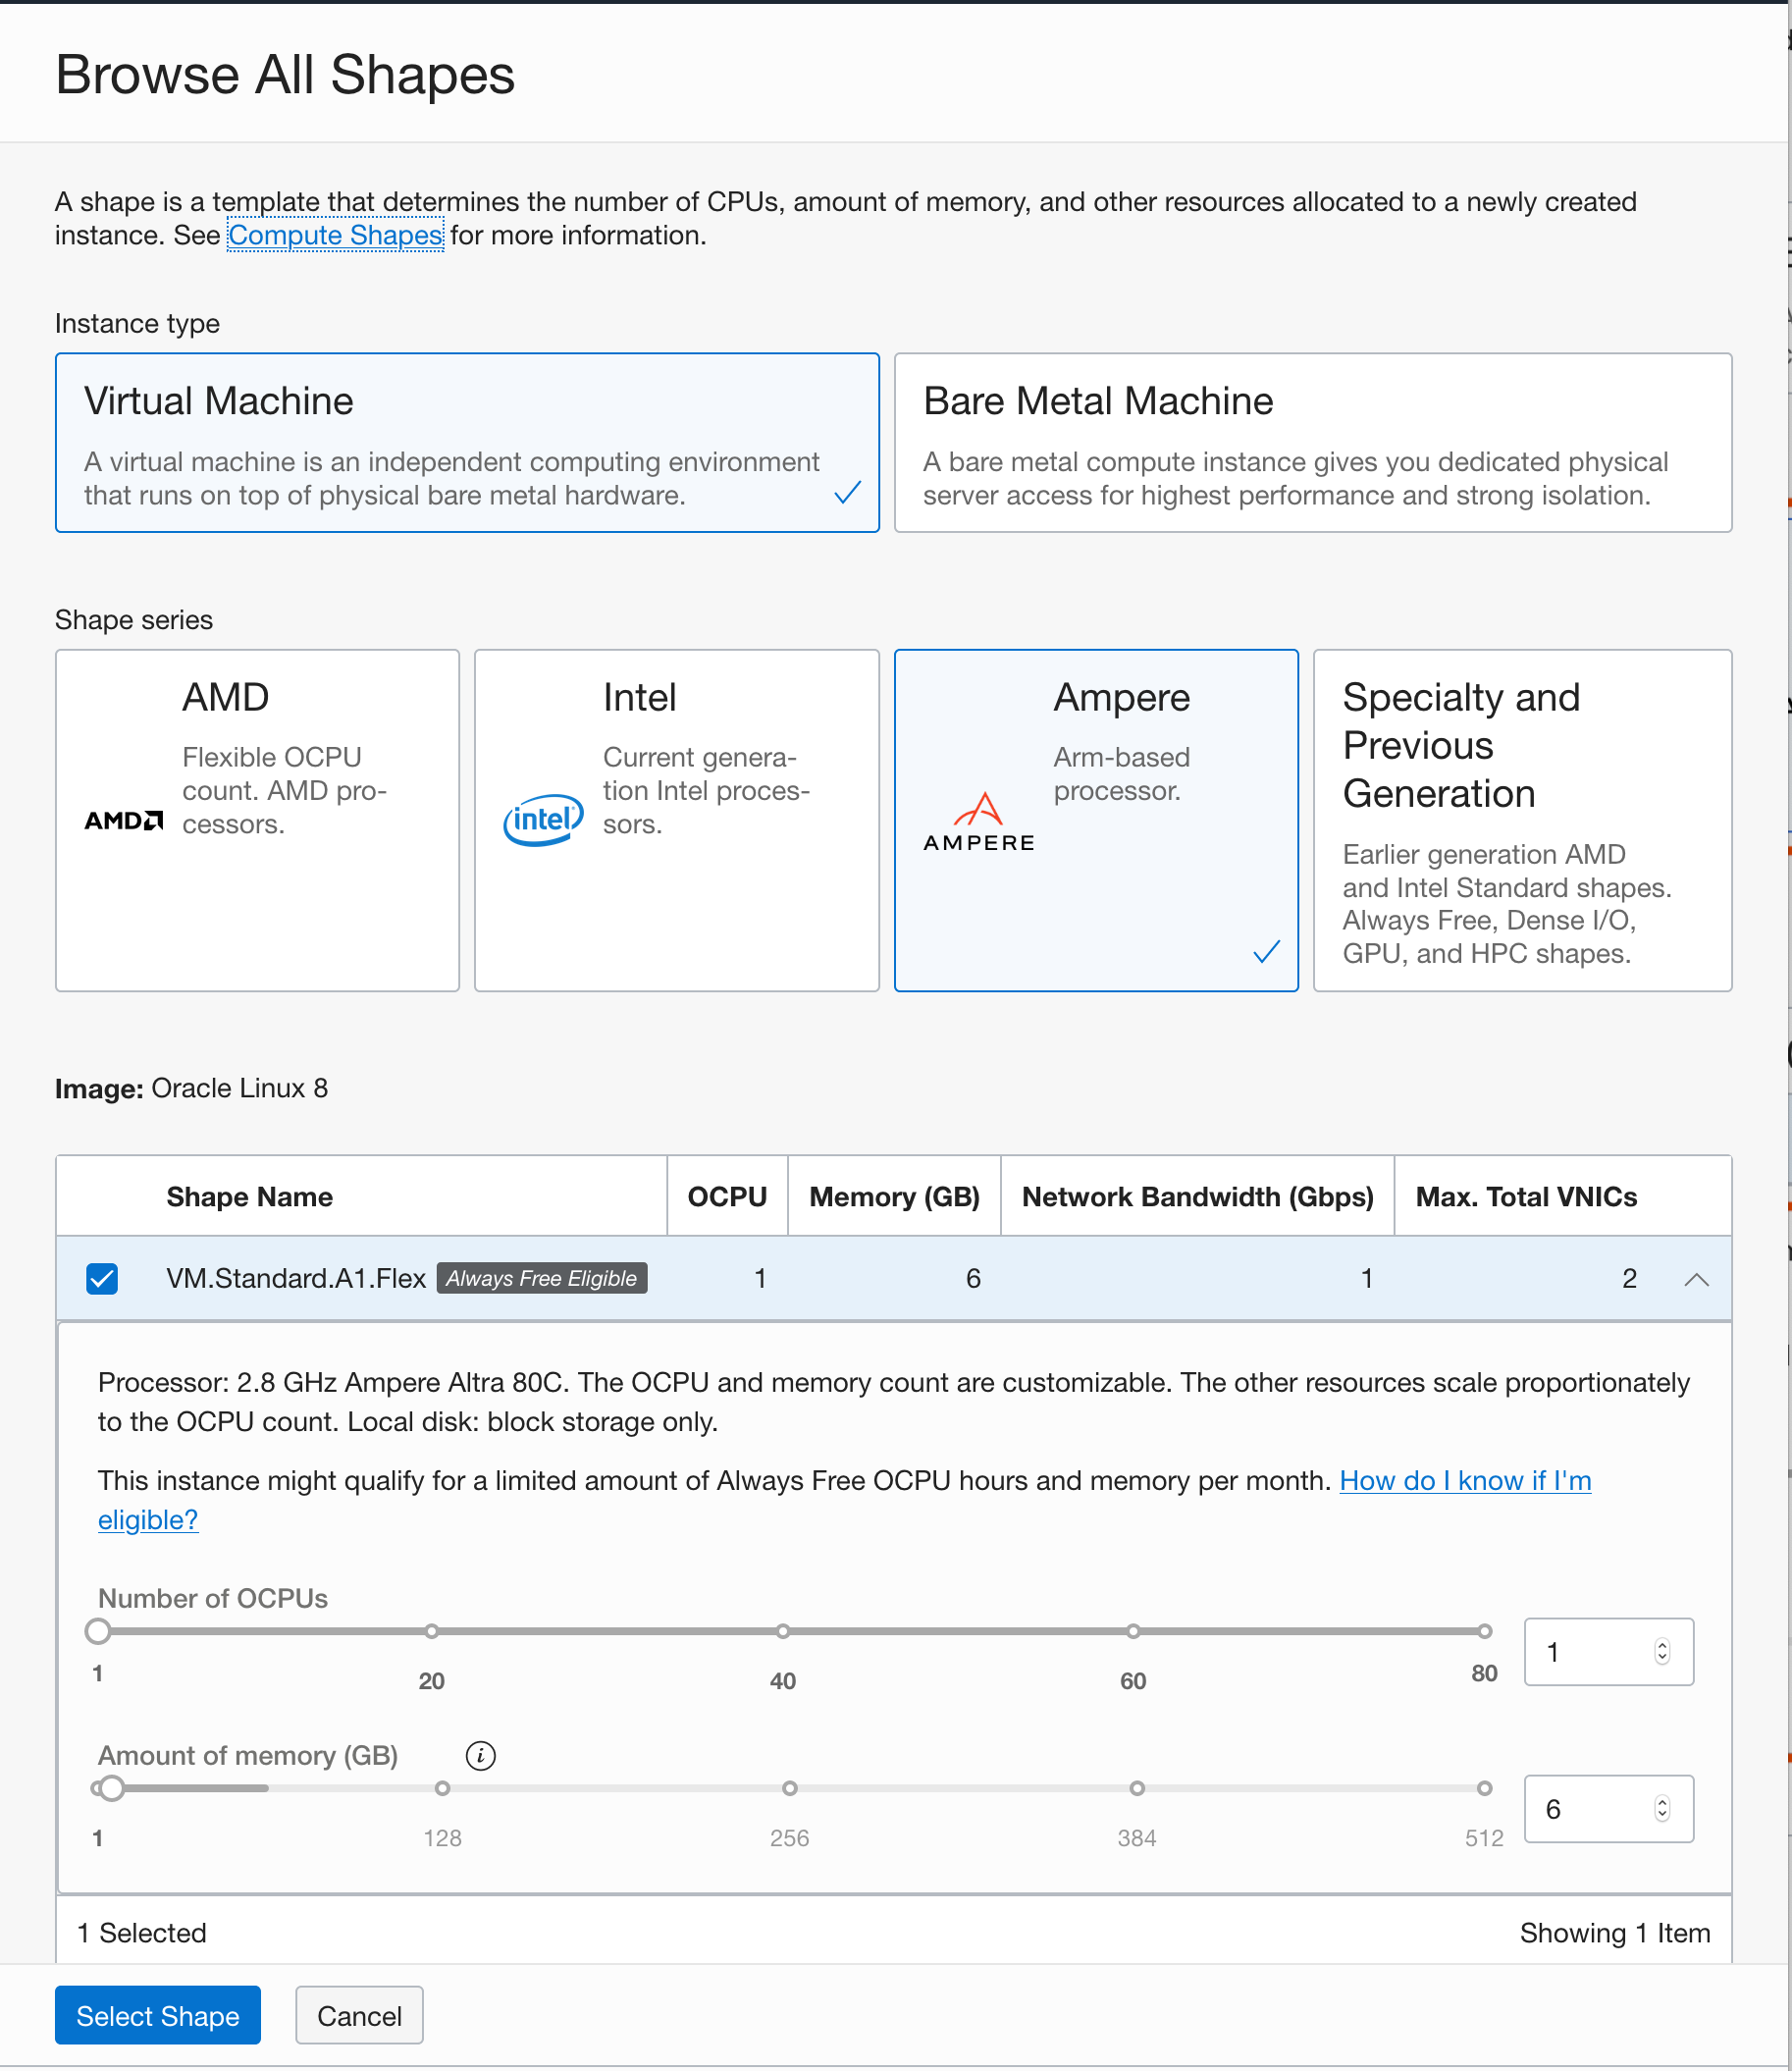 Browse All Shapes
A shape is a template that determines the number of CPUs, amount of memory, and other resources allocated to a newly created
instance. See Compute Shapes for more information.
Instance type
Virtual Machine
A virtual machine is an independent computing environment
that runs on top of physical bare metal hardware.
Bare Metal Machine
A bare metal compute instance gives you dedicated physical
server access for highest performance and strong isolation.
Shape series
AMD
AMD
Flexible OCPU
count. AMD pro-
cessors.
intel
Intel
Current genera-
tion Intel proces-
sors.
AMPERE
Ampere
Arm-based
processor.
Specialty and
Previous
Generation
Earlier generation AMD
and Intel Standard shapes.
Always Free, Dense I/O,
GPU, and HPC shapes.
Image: Oracle Linux 8
Shape Name OCPU Memory (GB) Network Bandwidth (Gbps) Max. Total VNICs
VM.Standard.A1.Flex Always Free Eligible 1 6 1 2
Processor: 2.8 GHz Ampere Altra 80C. The OCPU and memory count are customizable. The other resources scale proportionately
to the OCPU count. Local disk: block storage only.
This instance might qualify for a limited amount of Always Free OCPU hours and memory per month. How do I know if I'm
eligible?
Number of OCPUs
1 20 40 60 80
1
Amount of memory (GB) i
1 128 256 384 512
6
1 Selected Showing 1 Item
Select Shape Cancel